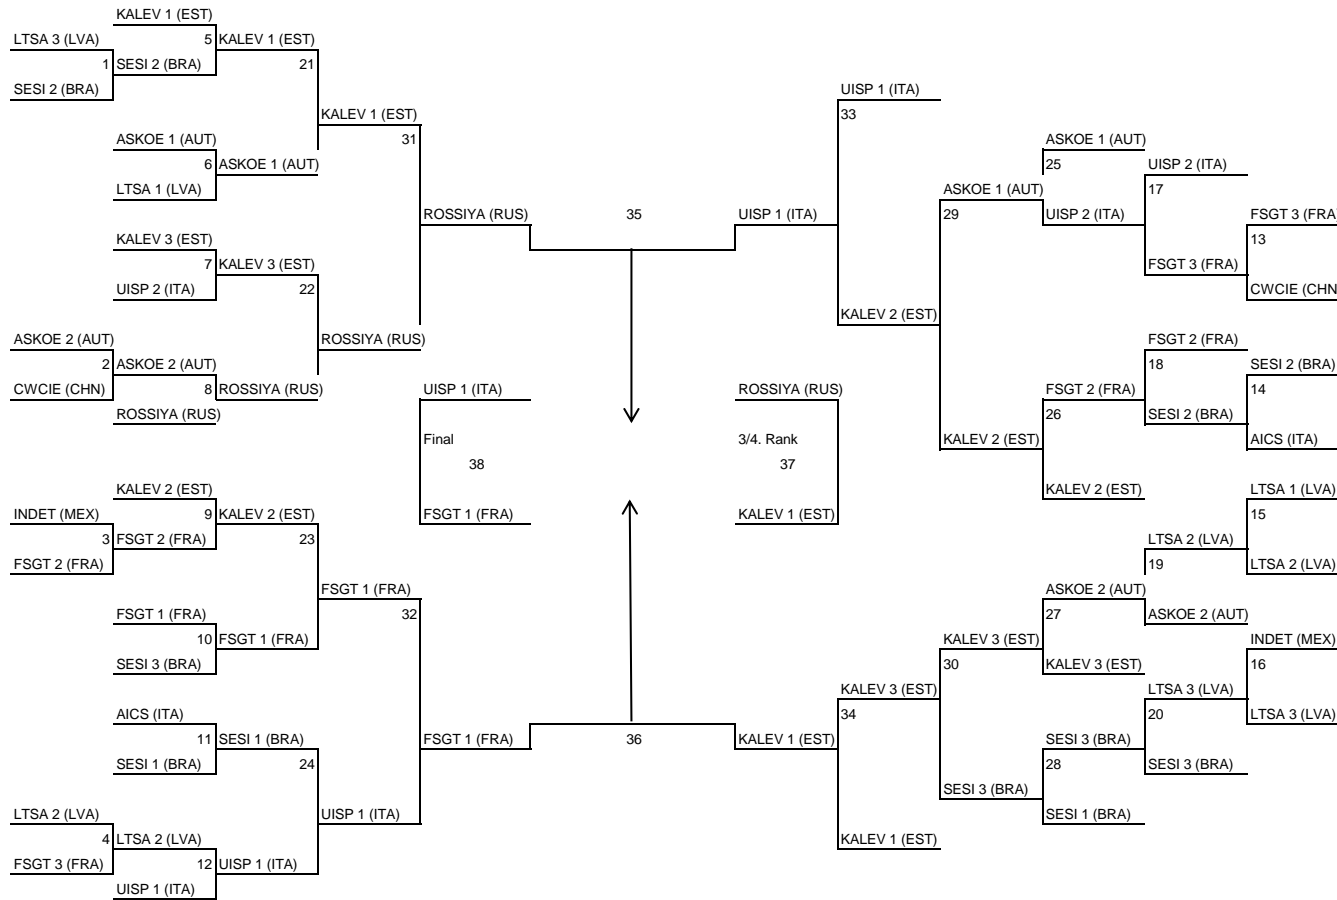 KALEV 1 (EST)
LTSA 3 (LVA)
5 KALEV 1 (EST)
1 SESI 2 (BRA)
21
SESI 2 (BRA)
KALEV 1 (EST)
ASKOE 1 (AUT)
31
6 ASKOE 1 (AUT)
LTSA 1 (LVA)
ROSSIYA (RUS)
KALEV 3 (EST)
7 KALEV 3 (EST)
UISP 2 (ITA)
22
ASKOE 2 (AUT)
ROSSIYA (RUS)
2 ASKOE 2 (AUT)
CWCIE (CHN)
8 ROSSIYA (RUS)
ROSSIYA (RUS)
KALEV 2 (EST)
INDET (MEX)
9 KALEV 2 (EST)
3 FSGT 2 (FRA)
23
FSGT 2 (FRA)
FSGT 1 (FRA)
FSGT 1 (FRA)
32
10 FSGT 1 (FRA)
SESI 3 (BRA)
AICS (ITA)
11 SESI 1 (BRA)
FSGT 1 (FRA)
SESI 1 (BRA)
24
LTSA 2 (LVA)
UISP 1 (ITA)
4 LTSA 2 (LVA)
FSGT 3 (FRA)
12 UISP 1 (ITA)
UISP 1 (ITA)
35
UISP 1 (ITA)
Final
38
FSGT 1 (FRA)
ROSSIYA (RUS)
3/4. Rank
37
KALEV 1 (EST)
36
UISP 1 (ITA)
33
ASKOE 1 (AUT)
25
UISP 2 (ITA)
ASKOE 1 (AUT)
17
UISP 1 (ITA)
29
UISP 2 (ITA)
FSGT 3 (FRA)
13
FSGT 3 (FRA)
CWCIE (CHN
KALEV 2 (EST)
FSGT 2 (FRA)
18
SESI 2 (BRA)
FSGT 2 (FRA)
14
26
SESI 2 (BRA)
KALEV 2 (EST)
AICS (ITA)
KALEV 2 (EST)
LTSA 1 (LVA)
15
LTSA 2 (LVA)
19
LTSA 2 (LVA)
ASKOE 2 (AUT)
27
ASKOE 2 (AUT)
KALEV 3 (EST)
INDET (MEX)
30
KALEV 3 (EST)
16
KALEV 3 (EST)
LTSA 3 (LVA)
34
20
LTSA 3 (LVA)
KALEV 1 (EST)
SESI 3 (BRA)
28
SESI 3 (BRA)
SESI 3 (BRA)
SESI 1 (BRA)
KALEV 1 (EST)